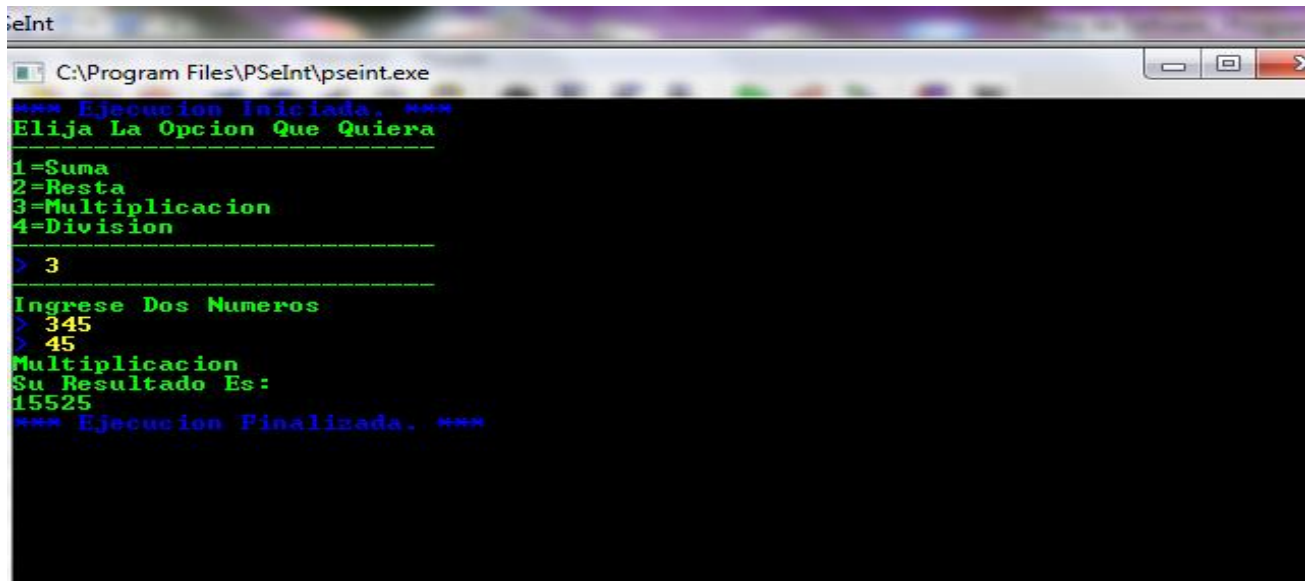 SeInt
C:\Program Files\PSeInt\pseint.exe
*** Ejecucion Iniciada. ***
Elija La Opcion Que Quiera
---------------------------
1=Suma
2=Resta
3=Multiplicacion
4=Division
---------------------------
> 3
---------------------------
Ingrese Dos Numeros
> 345
> 45
Multiplicacion
Su Resultado Es:
15525
*** Ejecucion Finalizada. ***